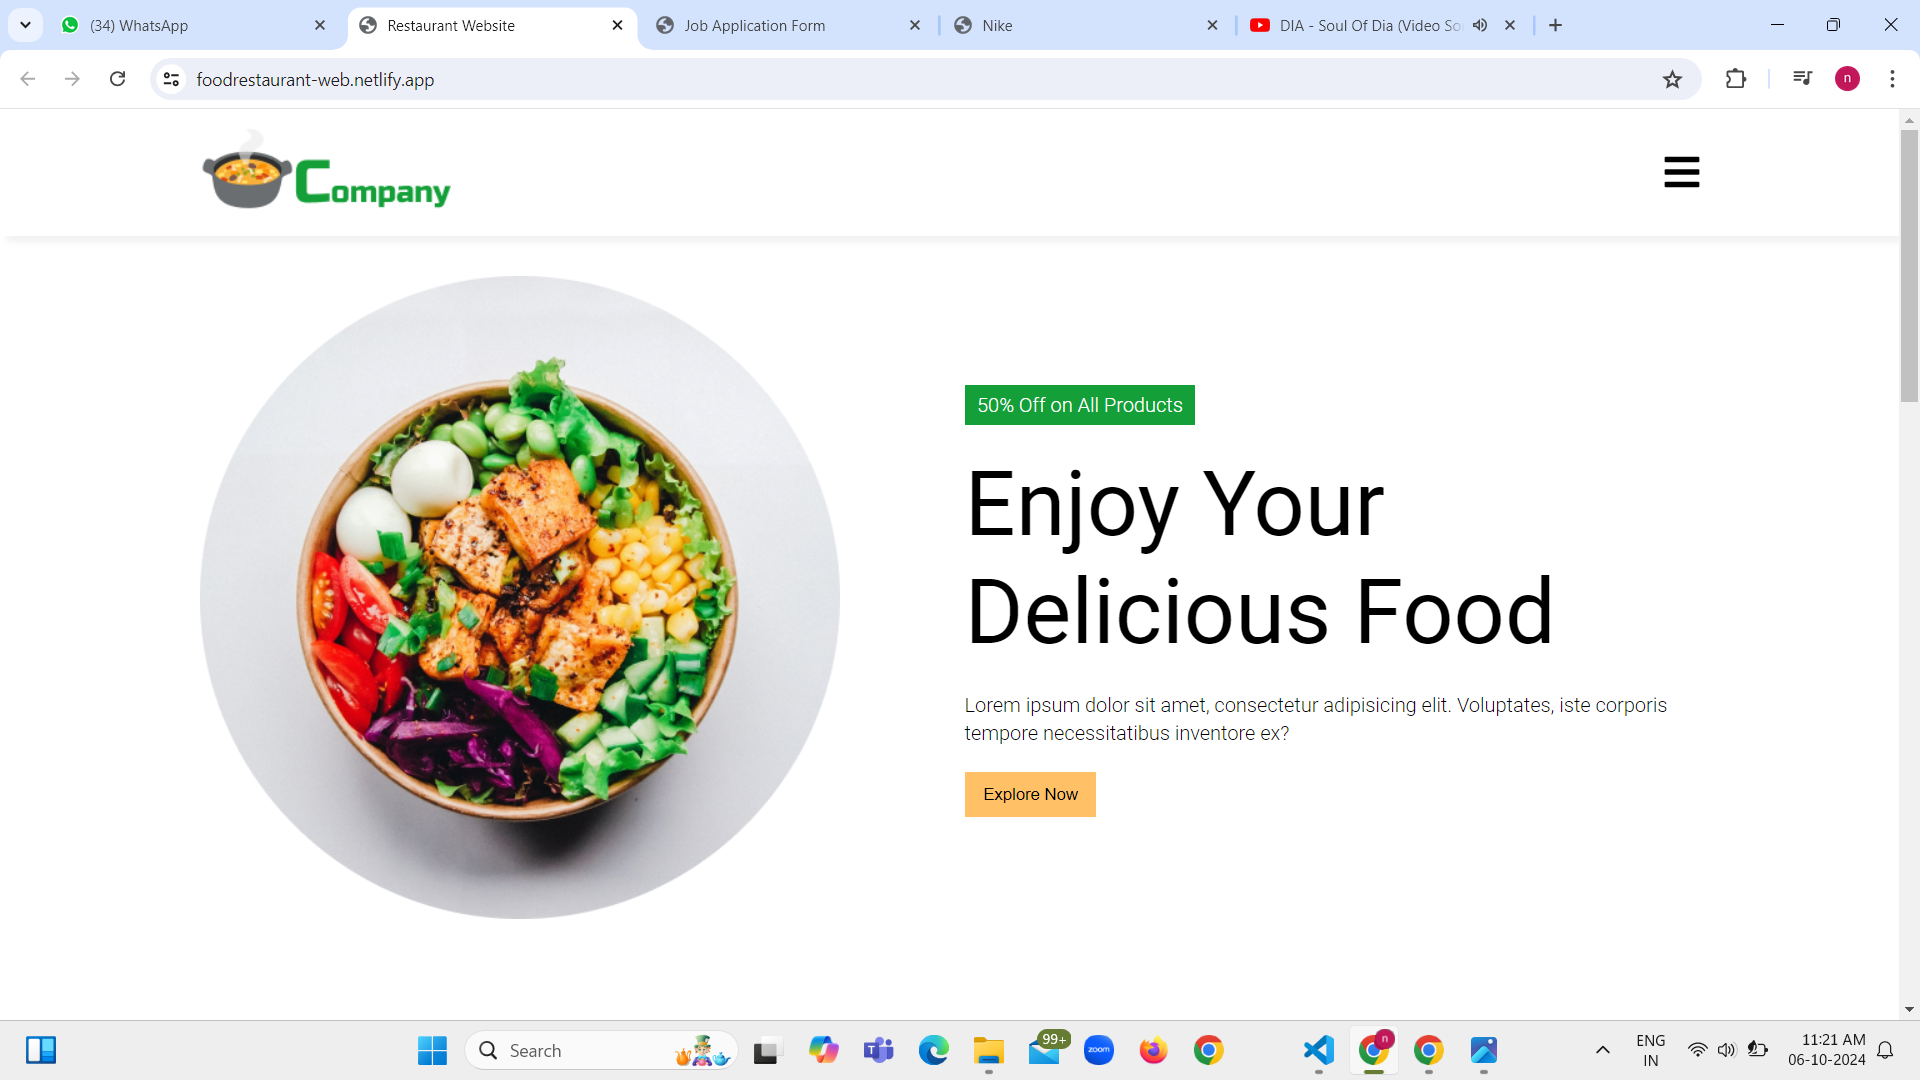 (34) WhatsApp
Restaurant Website
Job Application Form
Nike
DIA - Soul Of Dia (Video So
foodrestaurant-web.netlify.app
n
Company
50% Off on All Products
Enjoy Your
Delicious Food
Lorem ipsum dolor sit amet, consectetur adipisicing elit. Voluptates, iste corporis
tempore necessitatibus inventore ex?
Explore Now
Search
99+
zoom
n
ENG
IN
11:21 AM
06-10-2024